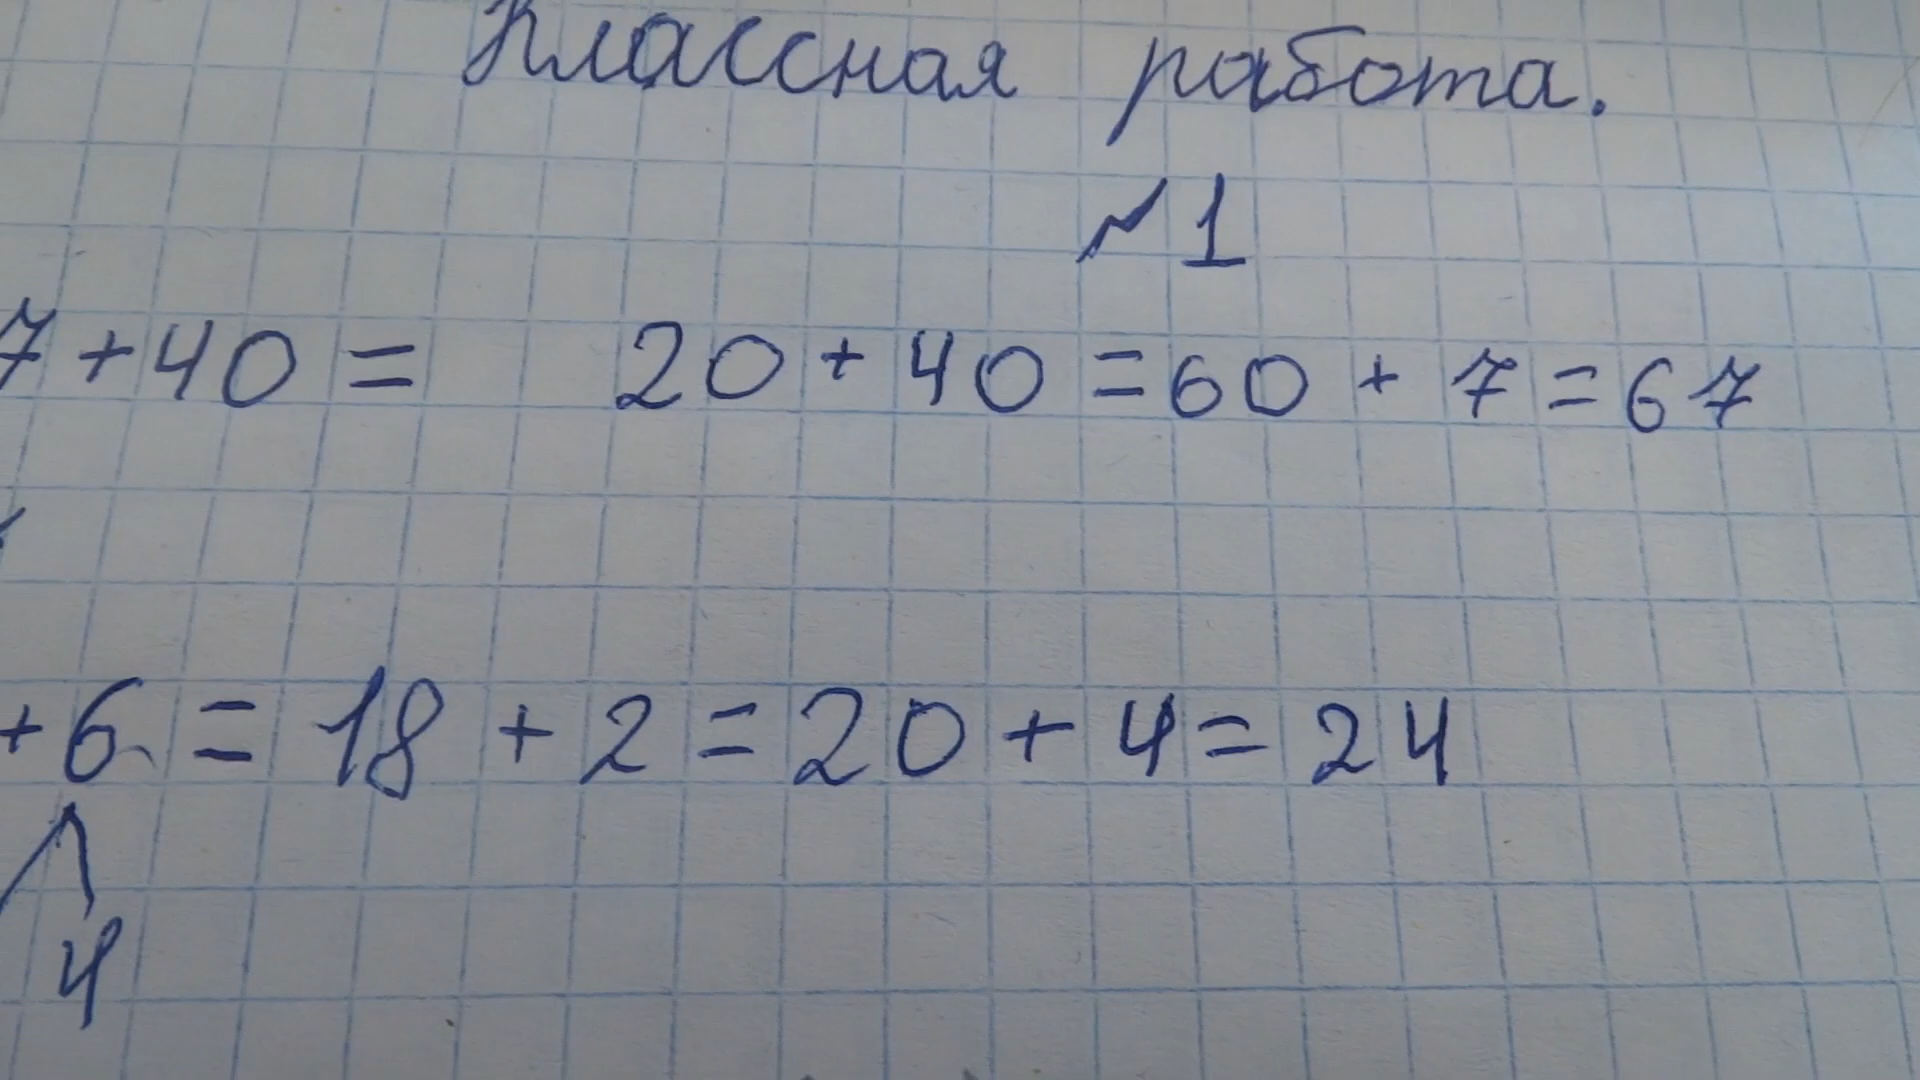 Классная работа.
№1
7 + 40 = 20 + 40 = 60 + 7 = 67
+ 6 = 18 + 2 = 20 + 4 = 24
4